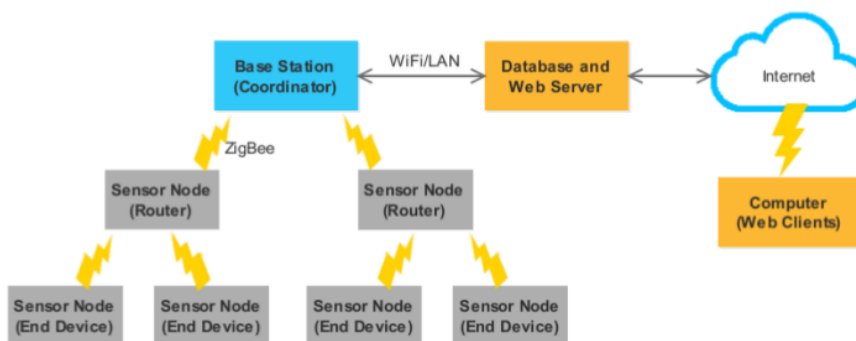 Base Station
(Coordinator)
WiFi/LAN
Database and
Web Server
Internet
ZigBee
Sensor Node
(Router)
Sensor Node
(Router)
Computer
(Web Clients)
Sensor Node
(End Device)
Sensor Node
(End Device)
Sensor Node
(End Device)
Sensor Node
(End Device)